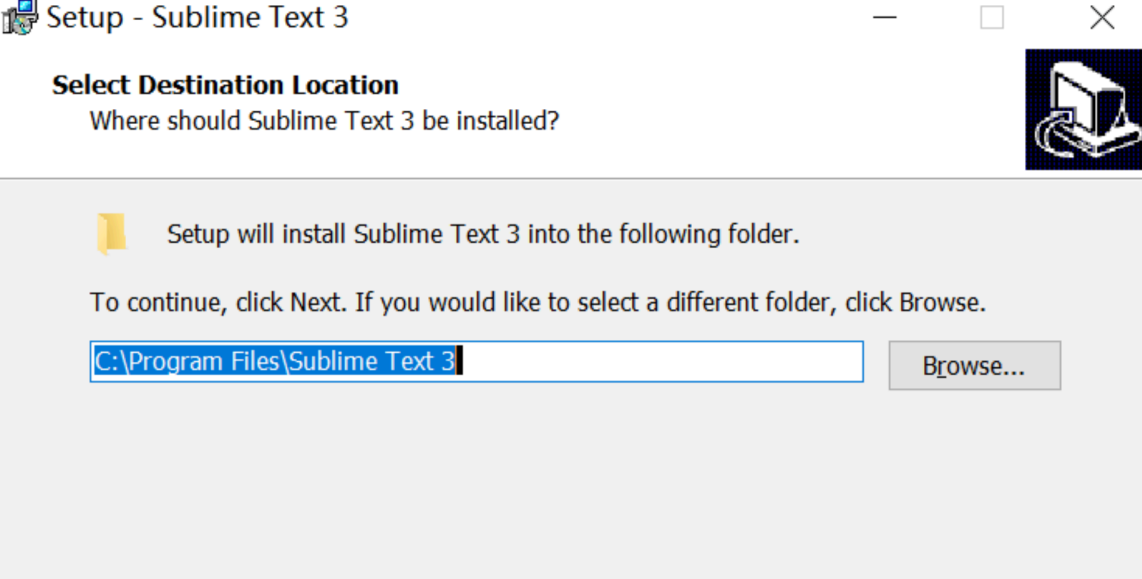 Setup - Sublime Text 3
Select Destination Location
Where should Sublime Text 3 be installed?
Setup will install Sublime Text 3 into the following folder.
To continue, click Next. If you would like to select a different folder, click Browse.
C:\Program Files\Sublime Text 3
Browse...